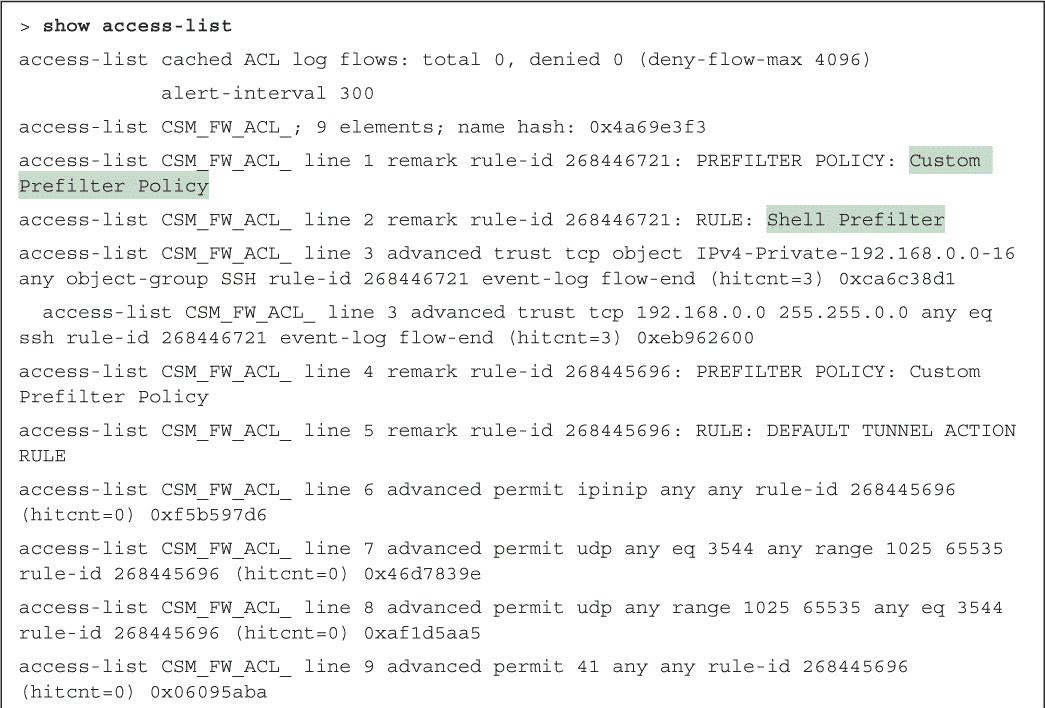 > show access-list
access-list cached ACL log flows: total 0, denied 0 (deny-flow-max 4096)
alert-interval 300
access-list CSM_FW_ACL_; 9 elements; name hash: 0x4a69e3f3
access-list CSM_FW_ACL_ line 1 remark rule-id 268446721: PREFILTER POLICY: Custom
Prefilter Policy
access-list CSM_FW_ACL_ line 2 remark rule-id 268446721: RULE: Shell Prefilter
access-list CSM_FW_ACL_ line 3 advanced trust tcp object IPv4-Private-192.168.0.0-16
any object-group SSH rule-id 268446721 event-log flow-end (hitcnt=3) 0xca6c38d1
access-list CSM_FW_ACL_ line 3 advanced trust tcp 192.168.0.0 255.255.0.0 any eq
ssh rule-id 268446721 event-log flow-end (hitcnt=3) 0xeb962600
access-list CSM_FW_ACL_ line 4 remark rule-id 268445696: PREFILTER POLICY: Custom
Prefilter Policy
access-list CSM_FW_ACL_ line 5 remark rule-id 268445696: RULE: DEFAULT TUNNEL ACTION
RULE
access-list CSM_FW_ACL_ line 6 advanced permit ipinip any any rule-id 268445696
(hitcnt=0) 0xf5b597d6
access-list CSM_FW_ACL_ line 7 advanced permit udp any eq 3544 any range 1025 65535
rule-id 268445696 (hitcnt=0) 0x46d7839e
access-list CSM_FW_ACL_ line 8 advanced permit udp any range 1025 65535 any eq 3544
rule-id 268445696 (hitcnt=0) 0xaf1d5aa5
access-list CSM_FW_ACL_ line 9 advanced permit 41 any any rule-id 268445696
(hitcnt=0) 0x06095aba